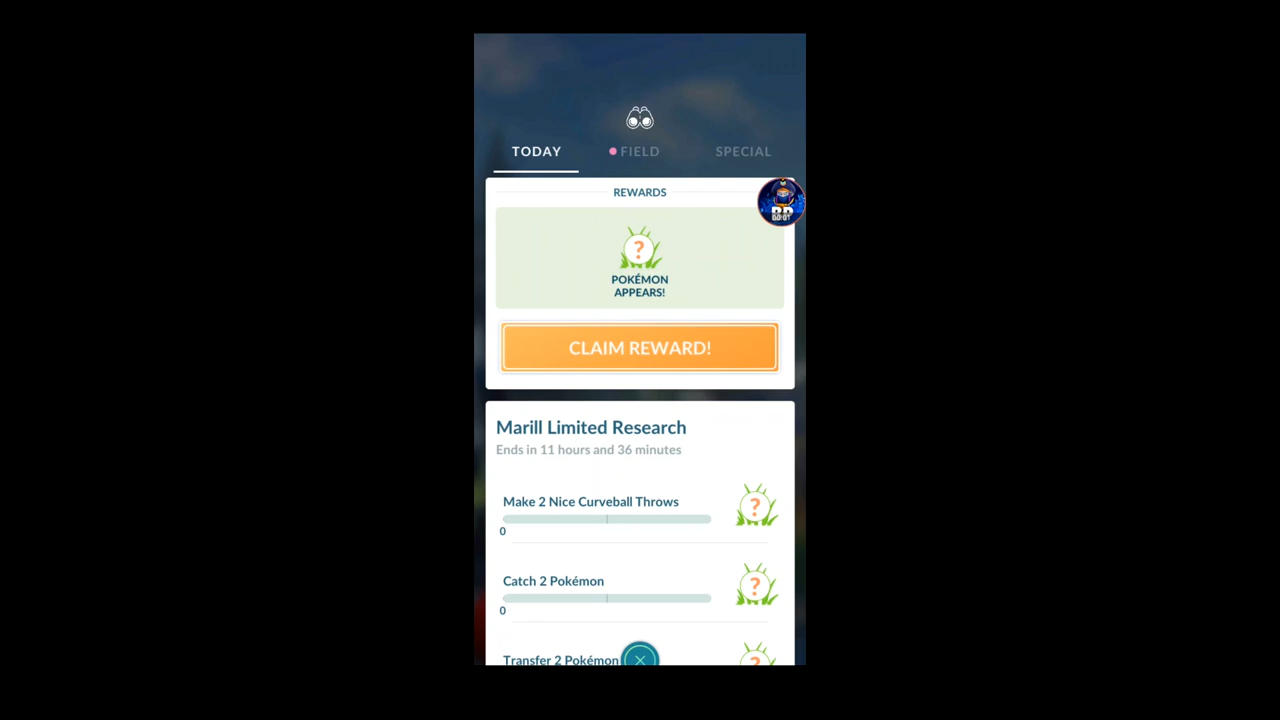 TODAY
FIELD
SPECIAL
REWARDS
?
POKÉMON
APPEARS!
CLAIM REWARD!
Marill Limited Research
Ends in 11 hours and 36 minutes
Make 2 Nice Curveball Throws
?
0
Catch 2 Pokémon
?
0
Transfer 2 Pokémon
?